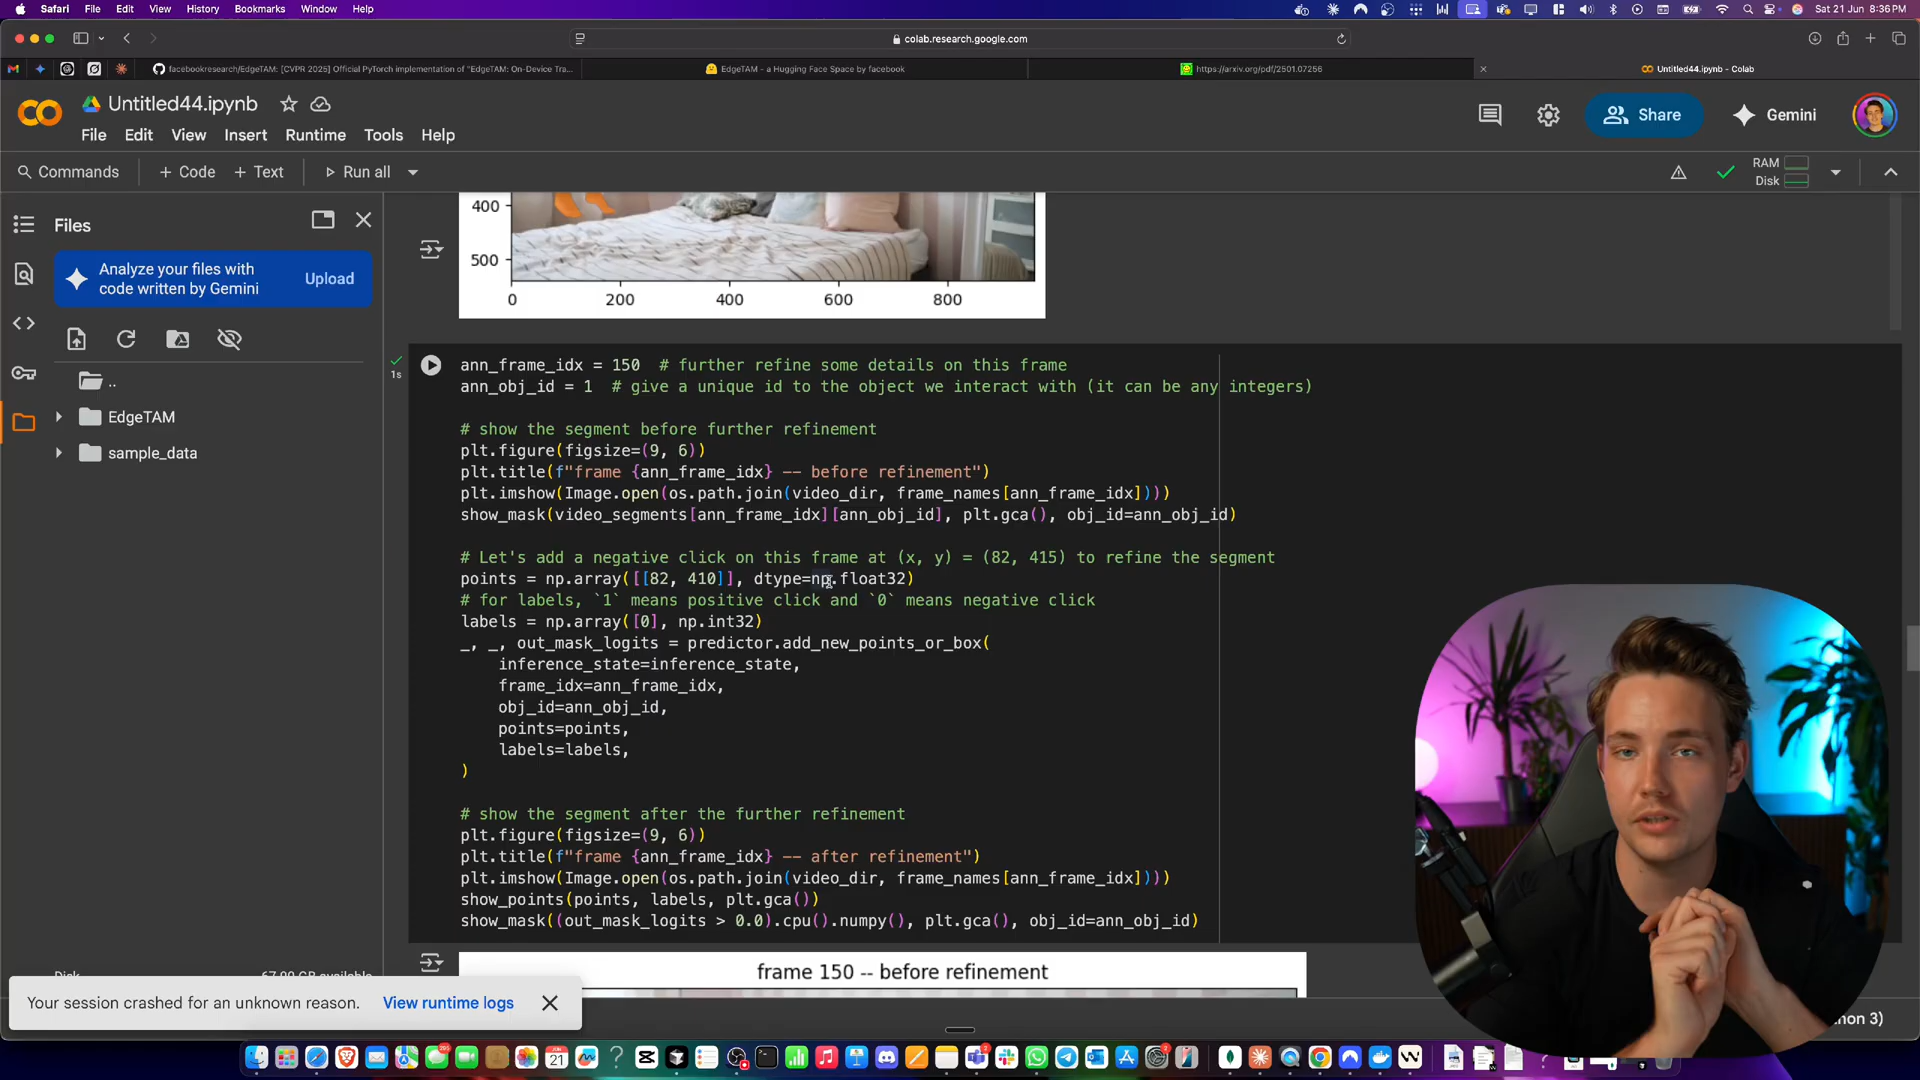 Safari File Edit View History Bookmarks Window Help
Sat 21 Jun 8:36 PM
colab.research.google.com
facebookresearch/EdgeTAM: [CVPR 2025] Official PyTorch implementation of "EdgeTAM: On-Device Tra...
EdgeTAM - a Hugging Face Space by facebook
https://arxiv.org/pdf/2501.07256
Untitled44.ipynb - Colab
Untitled44.ipynb
File Edit View Insert Runtime Tools Help
Share
Gemini
Commands + Code + Text Run all
RAM
Disk
Files
Analyze your files with
code written by Gemini
Upload
..
EdgeTAM
sample_data
400
500
0 200 400 600 800
1s
ann_frame_idx = 150  # further refine some details on this frame
ann_obj_id = 1  # give a unique id to the object we interact with (it can be any integers)
# show the segment before further refinement
plt.figure(figsize=(9, 6))
plt.title(f"frame {ann_frame_idx} -- before refinement")
plt.imshow(Image.open(os.path.join(video_dir, frame_names[ann_frame_idx])))
show_mask(video_segments[ann_frame_idx][ann_obj_id], plt.gca(), obj_id=ann_obj_id)
# Let's add a negative click on this frame at (x, y) = (82, 415) to refine the segment
points = np.array([[82, 410]], dtype=np.float32)
# for labels, `1` means positive click and `0` means negative click
labels = np.array([0], np.int32)
_, _, out_mask_logits = predictor.add_new_points_or_box(
    inference_state=inference_state,
    frame_idx=ann_frame_idx,
    obj_id=ann_obj_id,
    points=points,
    labels=labels,
)
# show the segment after the further refinement
plt.figure(figsize=(9, 6))
plt.title(f"frame {ann_frame_idx} -- after refinement")
plt.imshow(Image.open(os.path.join(video_dir, frame_names[ann_frame_idx])))
show_points(points, labels, plt.gca())
show_mask((out_mask_logits > 0.0).cpu().numpy(), plt.gca(), obj_id=ann_obj_id)
frame 150 -- before refinement
Your session crashed for an unknown reason. View runtime logs